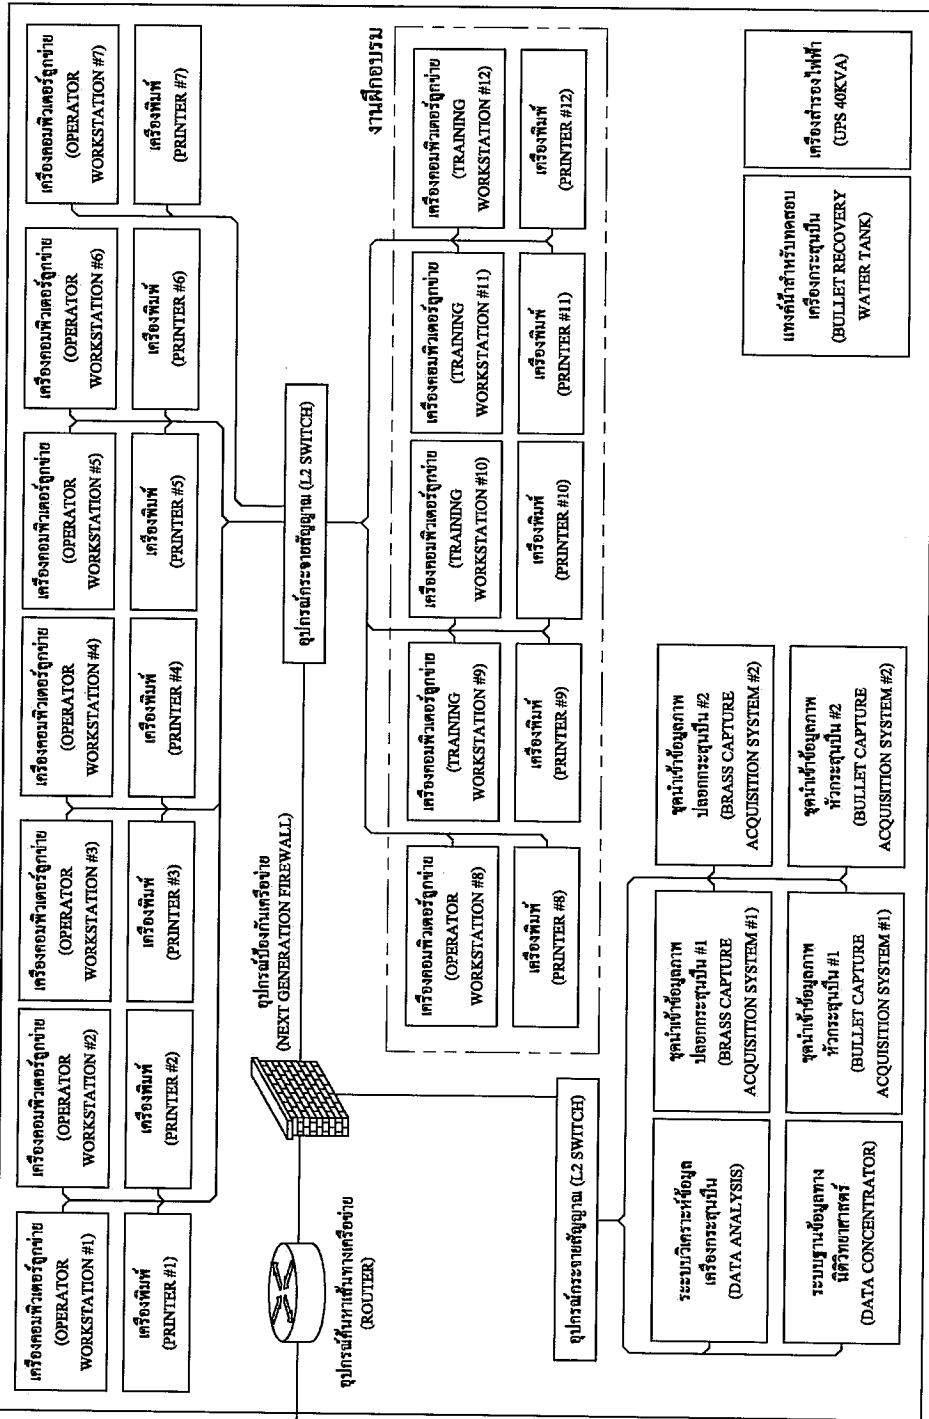 เครื่องคอมพิวเตอร์ลูกข่าย
(OPERATOR
WORKSTATION #1)
เครื่องคอมพิวเตอร์ลูกข่าย
(OPERATOR
WORKSTATION #2)
เครื่องคอมพิวเตอร์ลูกข่าย
(OPERATOR
WORKSTATION #3)
เครื่องคอมพิวเตอร์ลูกข่าย
(OPERATOR
WORKSTATION #4)
เครื่องคอมพิวเตอร์ลูกข่าย
(OPERATOR
WORKSTATION #5)
เครื่องคอมพิวเตอร์ลูกข่าย
(OPERATOR
WORKSTATION #6)
เครื่องคอมพิวเตอร์ลูกข่าย
(OPERATOR
WORKSTATION #7)
เครื่องพิมพ์
(PRINTER #1)
เครื่องพิมพ์
(PRINTER #2)
เครื่องพิมพ์
(PRINTER #3)
เครื่องพิมพ์
(PRINTER #4)
เครื่องพิมพ์
(PRINTER #5)
เครื่องพิมพ์
(PRINTER #6)
เครื่องพิมพ์
(PRINTER #7)
อุปกรณ์ค้นหาเส้นทางเครือข่าย
(ROUTER)
อุปกรณ์ป้องกันเครือข่าย
(NEXT GENERATION FIREWALL)
อุปกรณ์กระจายสัญญาณ (L2 SWITCH)
งานฝึกอบรม
เครื่องคอมพิวเตอร์ลูกข่าย
(OPERATOR
WORKSTATION #8)
เครื่องคอมพิวเตอร์ลูกข่าย
(TRAINING
WORKSTATION #9)
เครื่องคอมพิวเตอร์ลูกข่าย
(TRAINING
WORKSTATION #10)
เครื่องคอมพิวเตอร์ลูกข่าย
(TRAINING
WORKSTATION #11)
เครื่องคอมพิวเตอร์ลูกข่าย
(TRAINING
WORKSTATION #12)
เครื่องพิมพ์
(PRINTER #8)
เครื่องพิมพ์
(PRINTER #9)
เครื่องพิมพ์
(PRINTER #10)
เครื่องพิมพ์
(PRINTER #11)
เครื่องพิมพ์
(PRINTER #12)
อุปกรณ์กระจายสัญญาณ (L2 SWITCH)
ระะบบวิเคราะห์ข้อมูล
เครื่องกระสุนปืน
(DATA ANALYSIS)
ชุดนำเข้าข้อมูลภาพ
ปลอกกระสุนปืน #1
(BRASS CAPTURE
ACQUISITION SYSTEM #1)
ชุดนำเข้าข้อมูลภาพ
ปลอกกระสุนปืน #2
(BRASS CAPTURE
ACQUISITION SYSTEM #2)
ระบบฐานข้อมูลทาง
นิติวิทยาศาสตร์
(DATA CONCENTRATOR)
ชุดนำเข้าข้อมูลภาพ
หัวกระสุนปืน #1
(BULLET CAPTURE
ACQUISITION SYSTEM #1)
ชุดนำเข้าข้อมูลภาพ
หัวกระสุนปืน #2
(BULLET CAPTURE
ACQUISITION SYSTEM #2)
แทงค์น้ำสำหรับทดสอบ
เครื่องกระสุนปืน
(BULLET RECOVERY
WATER TANK)
เครื่องสำรองไฟฟ้า
(UPS 40KVA)